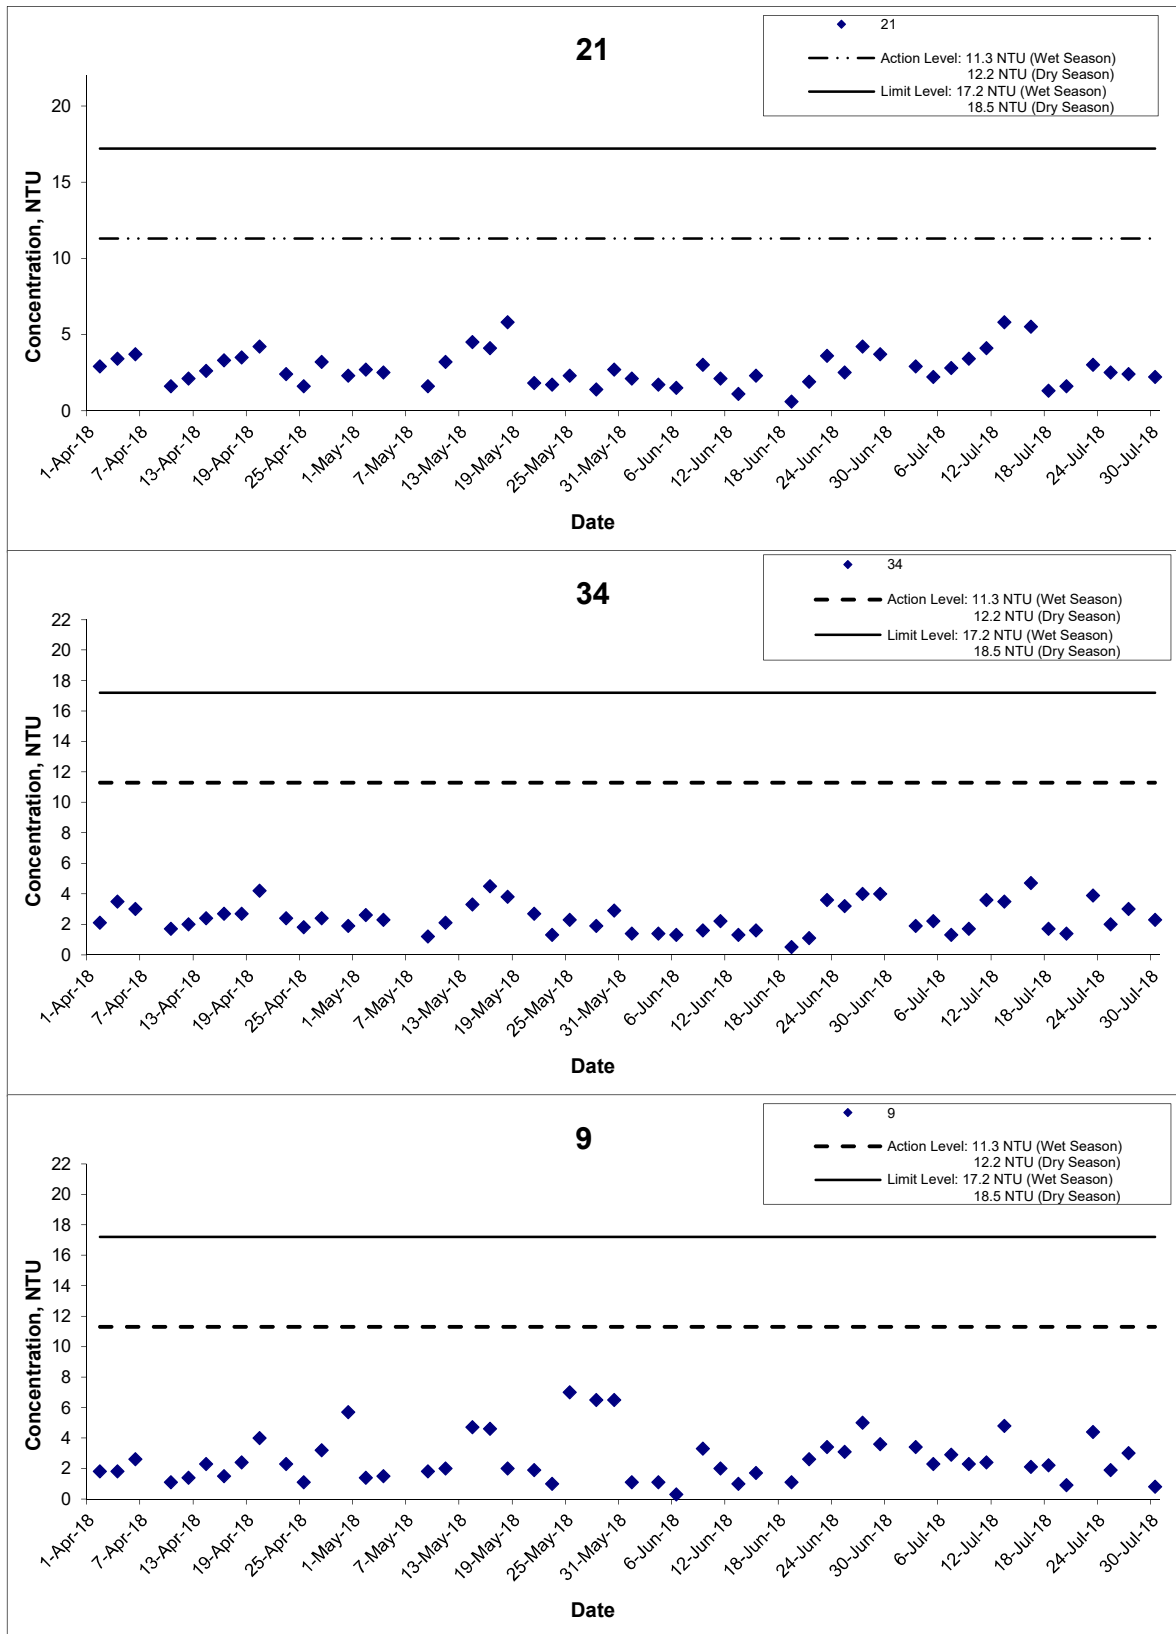 21
21
Action Level: 11.3 NTU (Wet Season)
12.2 NTU (Dry Season)
Limit Level: 17.2 NTU (Wet Season)
18.5 NTU (Dry Season)
Concentration, NTU
20
15
10
5
0
1-Apr-18
7-Apr-18
13-Apr-18
19-Apr-18
25-Apr-18
1-May-18
7-May-18
13-May-18
19-May-18
25-May-18
31-May-18
6-Jun-18
12-Jun-18
18-Jun-18
24-Jun-18
30-Jun-18
6-Jul-18
12-Jul-18
18-Jul-18
24-Jul-18
30-Jul-18
Date
34
34
Action Level: 11.3 NTU (Wet Season)
12.2 NTU (Dry Season)
Limit Level: 17.2 NTU (Wet Season)
18.5 NTU (Dry Season)
Concentration, NTU
22
20
18
16
14
12
10
8
6
4
2
0
1-Apr-18
7-Apr-18
13-Apr-18
19-Apr-18
25-Apr-18
1-May-18
7-May-18
13-May-18
19-May-18
25-May-18
31-May-18
6-Jun-18
12-Jun-18
18-Jun-18
24-Jun-18
30-Jun-18
6-Jul-18
12-Jul-18
18-Jul-18
24-Jul-18
30-Jul-18
Date
9
9
Action Level: 11.3 NTU (Wet Season)
12.2 NTU (Dry Season)
Limit Level: 17.2 NTU (Wet Season)
18.5 NTU (Dry Season)
Concentration, NTU
22
20
18
16
14
12
10
8
6
4
2
0
1-Apr-18
7-Apr-18
13-Apr-18
19-Apr-18
25-Apr-18
1-May-18
7-May-18
13-May-18
19-May-18
25-May-18
31-May-18
6-Jun-18
12-Jun-18
18-Jun-18
24-Jun-18
30-Jun-18
6-Jul-18
12-Jul-18
18-Jul-18
24-Jul-18
30-Jul-18
Date